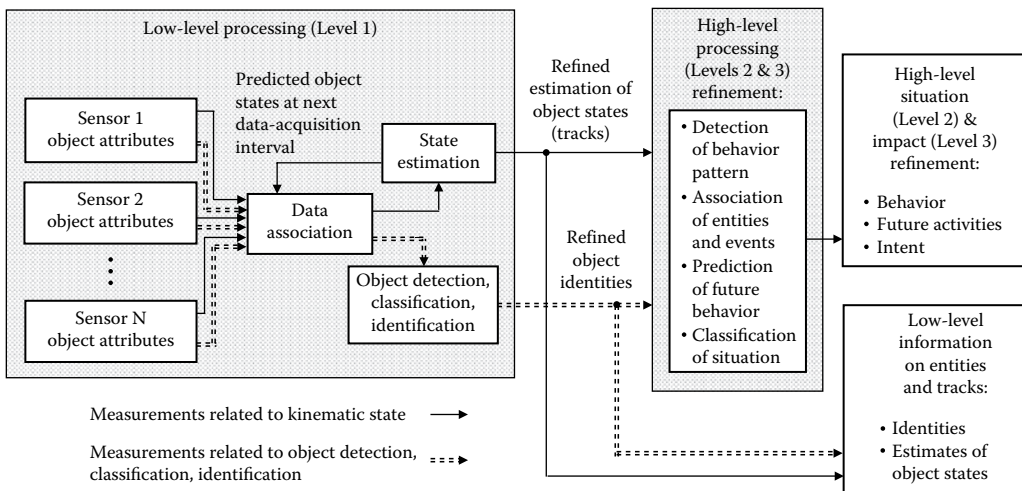 Low-level processing (Level 1)
Predicted object
states at next
data-acquisition
interval
Sensor 1
object attributes
Sensor 2
object attributes
Sensor N
object attributes
Data
association
State
estimation
Object detection,
classification,
identification
Refined
estimation of
object states
(tracks)
Refined
object
identities
High-level
processing
(Levels 2 & 3)
refinement:
• Detection
of behavior
pattern
• Association
of entities
and events
• Prediction
of future
behavior
• Classification
of situation
High-level
situation
(Level 2) &
impact (Level 3)
refinement:
• Behavior
• Future activities
• Intent
Low-level
information
on entities
and tracks:
• Identities
• Estimates of
object states
Measurements related to kinematic state
Measurements related to object detection,
classification, identification